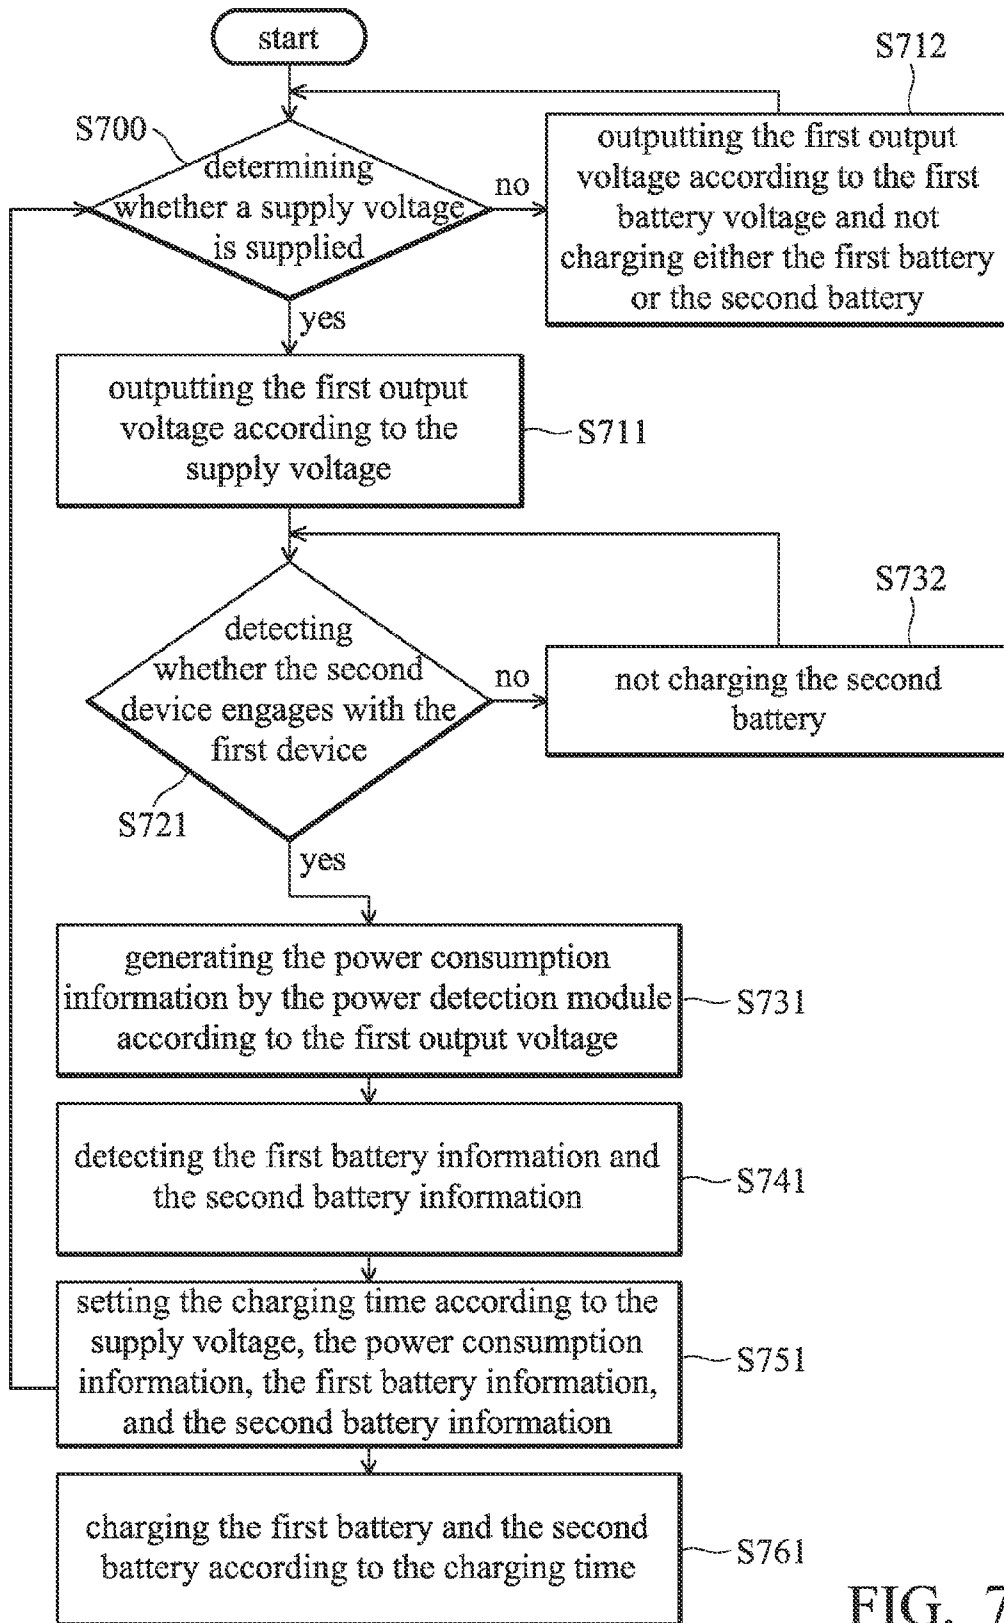 start
S712
S700
determining
whether a supply voltage
is supplied
no
outputting the first output
voltage according to the first
battery voltage and not
charging either the first battery
or the second battery
yes
outputting the first output
voltage according to the
supply voltage
S711
S732
detecting
whether the second
device engages with the
first device
no
not charging the second
battery
S721
yes
generating the power consumption
information by the power detection module
according to the first output voltage
S731
detecting the first battery information and
the second battery information
S741
setting the charging time according to the
supply voltage, the power consumption
information, the first battery information,
and the second battery information
S751
charging the first battery and the second
battery according to the charging time
S761
FIG. 7